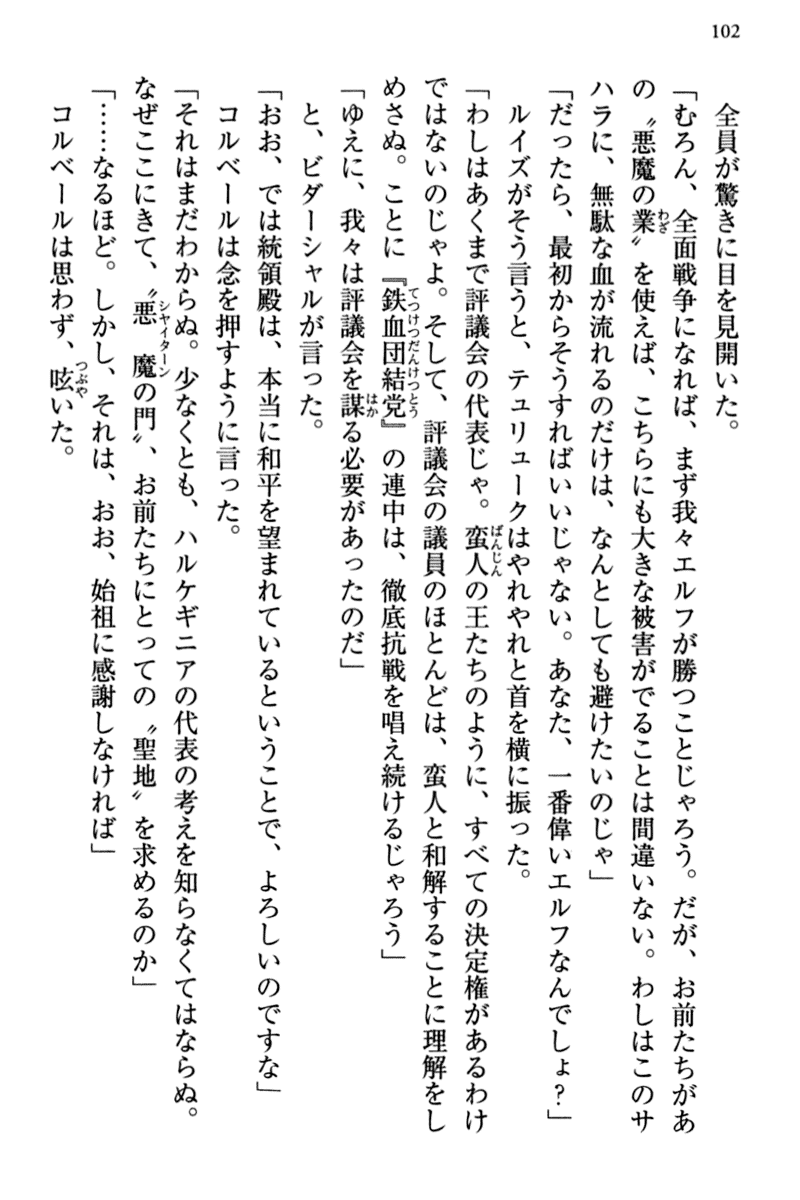 102
全員が驚きに目を見開いた。
「むろん、全面戦争になれば、まず我々エルフが勝つことじゃろう。だが、お前たちがあ
の〝悪魔の業〟を使えば、こちらにも大きな被害がでることは間違いない。わしはこのサ
ハラに、無駄な血が流れるのだけは、なんとしても避けたいのじゃ」
「だったら、最初からそうすればいいじゃない。あなた、一番偉いエルフなんでしょ？」
ルイズがそう言うと、テュリュークはやれやれと首を横に振った。
「わしはあくまで評議会の代表じゃ。蛮人の王たちのように、すべての決定権があるわけ
ではないのじゃよ。そして、評議会の議員のほとんどは、蛮人と和解することに理解をし
めさぬ。ことに『鉄血団結党』の連中は、徹底抗戦を唱え続けるじゃろう」
「ゆえに、我々は評議会を謀る必要があったのだ」
と、ビダーシャルが言った。
「おお、では統領殿は、本当に和平を望まれているということで、よろしいのですな」
コルベールは念を押すように言った。
「それはまだわからぬ。少なくとも、ハルケギニアの代表の考えを知らなくてはならぬ。
なぜここにきて、〝悪魔の門〟、お前たちにとっての〝聖地〟を求めるのか」
「……なるほど。しかし、それは、おお、始祖に感謝しなければ」
コルベールは思わず、呟いた。